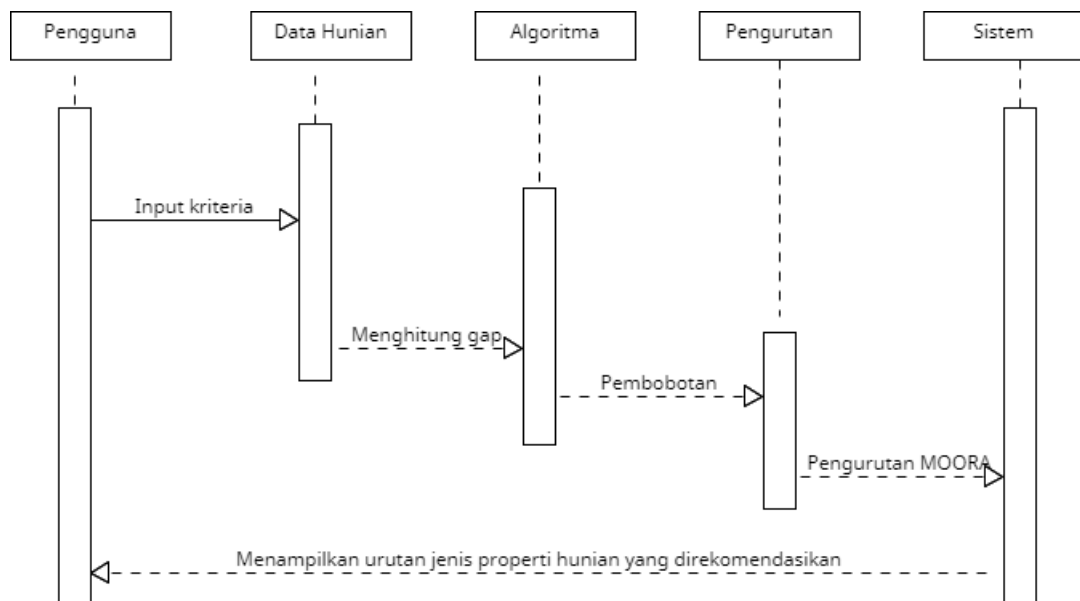 Pengguna
Data Hunian
Algoritma
Pengurutan
Sistem
Input kriteria
Menghitung gap
Pembobotan
Pengurutan MOORA
Menampilkan urutan jenis properti hunian yang direkomendasikan